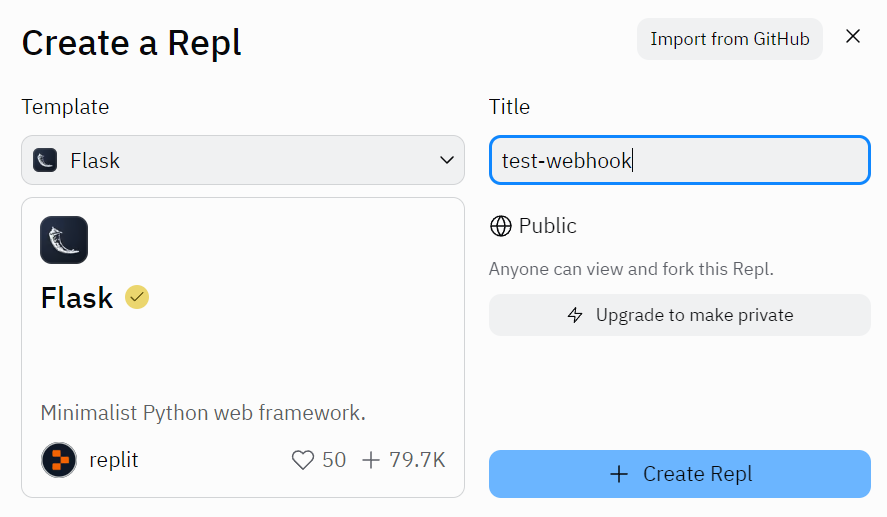 Create a Repl
Import from GitHub
Template
Flask
Flask
Minimalist Python web framework.
replit
50
79.7K
Title
test-webhook
Public
Anyone can view and fork this Repl.
Upgrade to make private
Create Repl